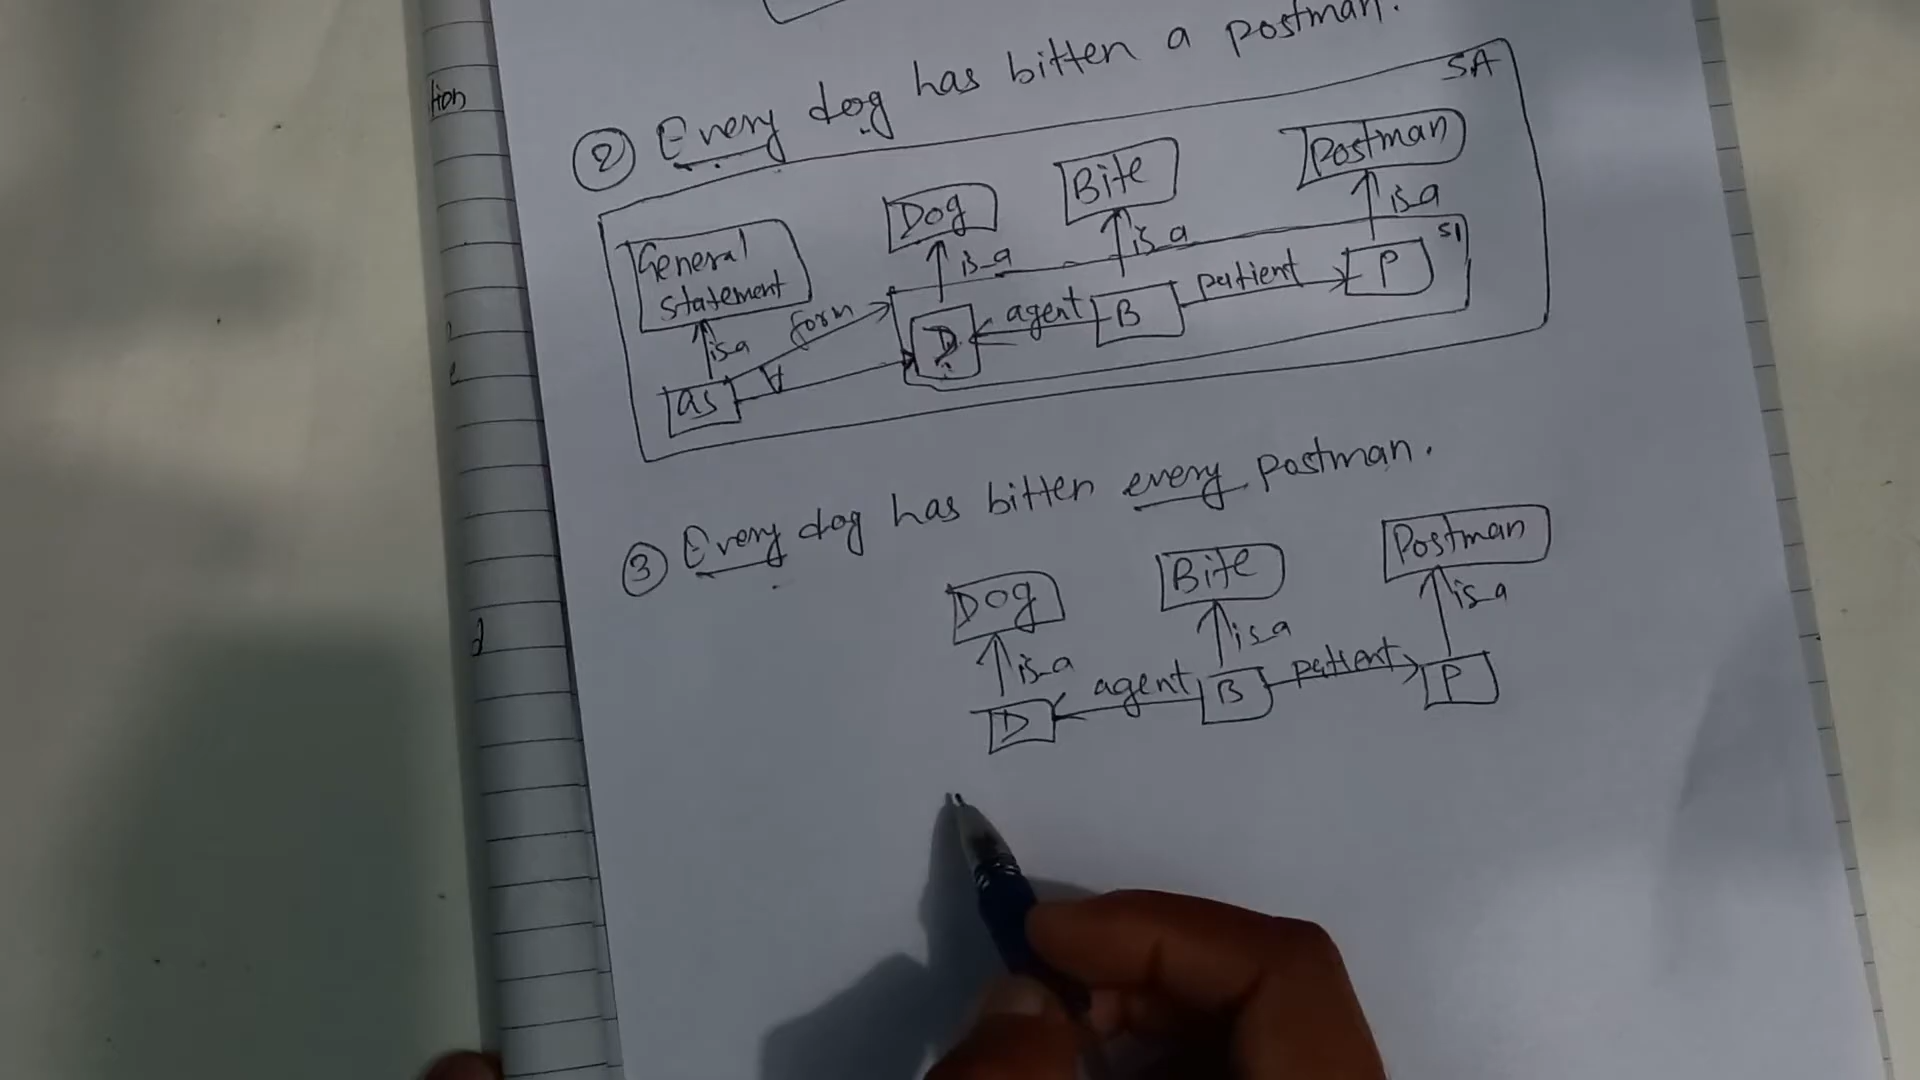 tion
② Every dog has bitten a postman.
SA
General statement
Dog
Bite
Postman
is-a
is-a
is-a
is-a
S1
form
∀
as
D
agent
B
patient
P
③ Every dog has bitten every postman.
Dog
Bite
Postman
is-a
is-a
is-a
D
agent
B
patient
P
d